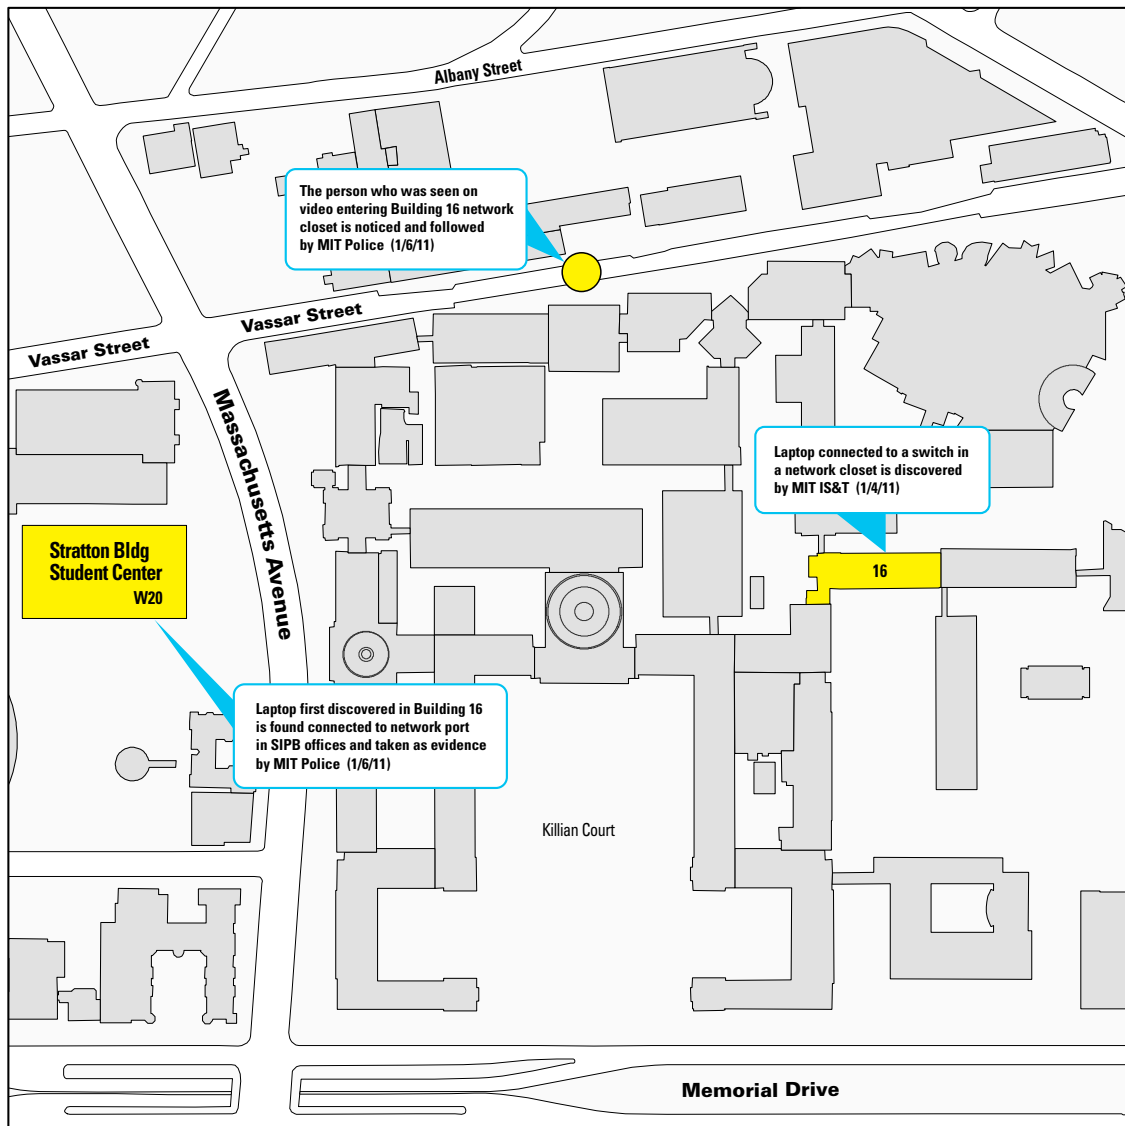 Albany Street
The person who was seen on
video entering Building 16 network
closet is noticed and followed
by MIT Police (1/6/11)
Vassar Street
Vassar Street
Massachusetts Avenue
Laptop connected to a switch in
a network closet is discovered
by MIT IS&T (1/4/11)
Stratton Bldg
Student Center
W20
16
Laptop first discovered in Building 16
is found connected to network port
in SIPB offices and taken as evidence
by MIT Police (1/6/11)
Killian Court
Memorial Drive